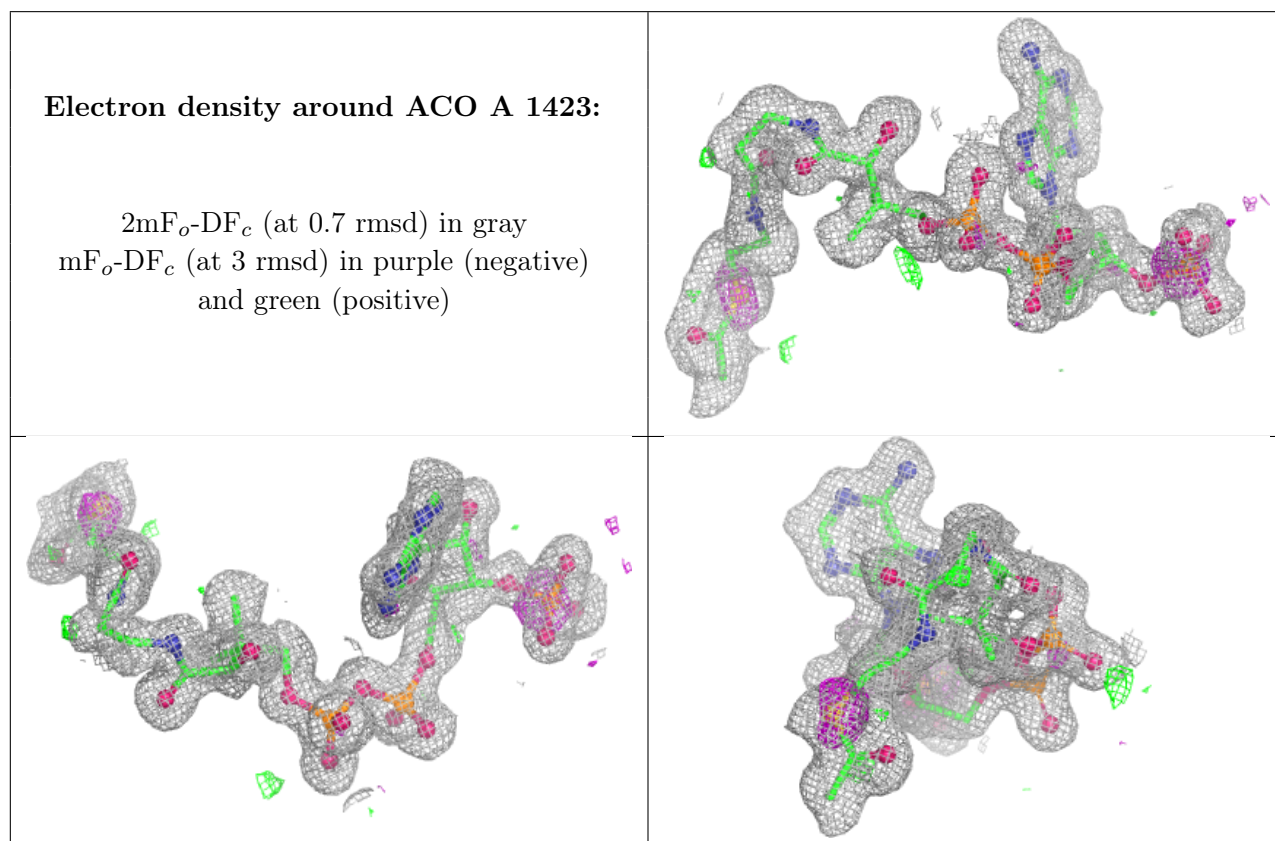 Electron density around ACO A 1423:
2mFₒ-DF𝑐 (at 0.7 rmsd) in gray
mFₒ-DF𝑐 (at 3 rmsd) in purple (negative)
and green (positive)